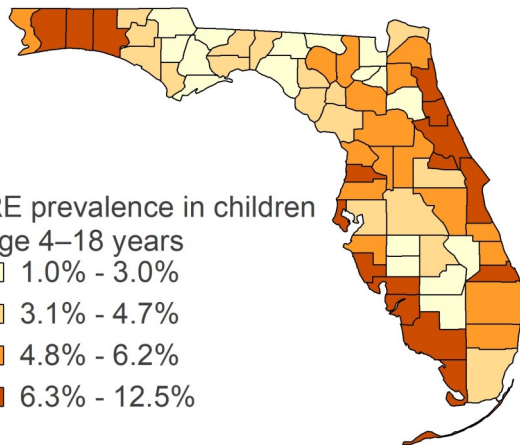 RE prevalence in children
ge 4–18 years
1.0% - 3.0%
3.1% - 4.7%
4.8% - 6.2%
6.3% - 12.5%